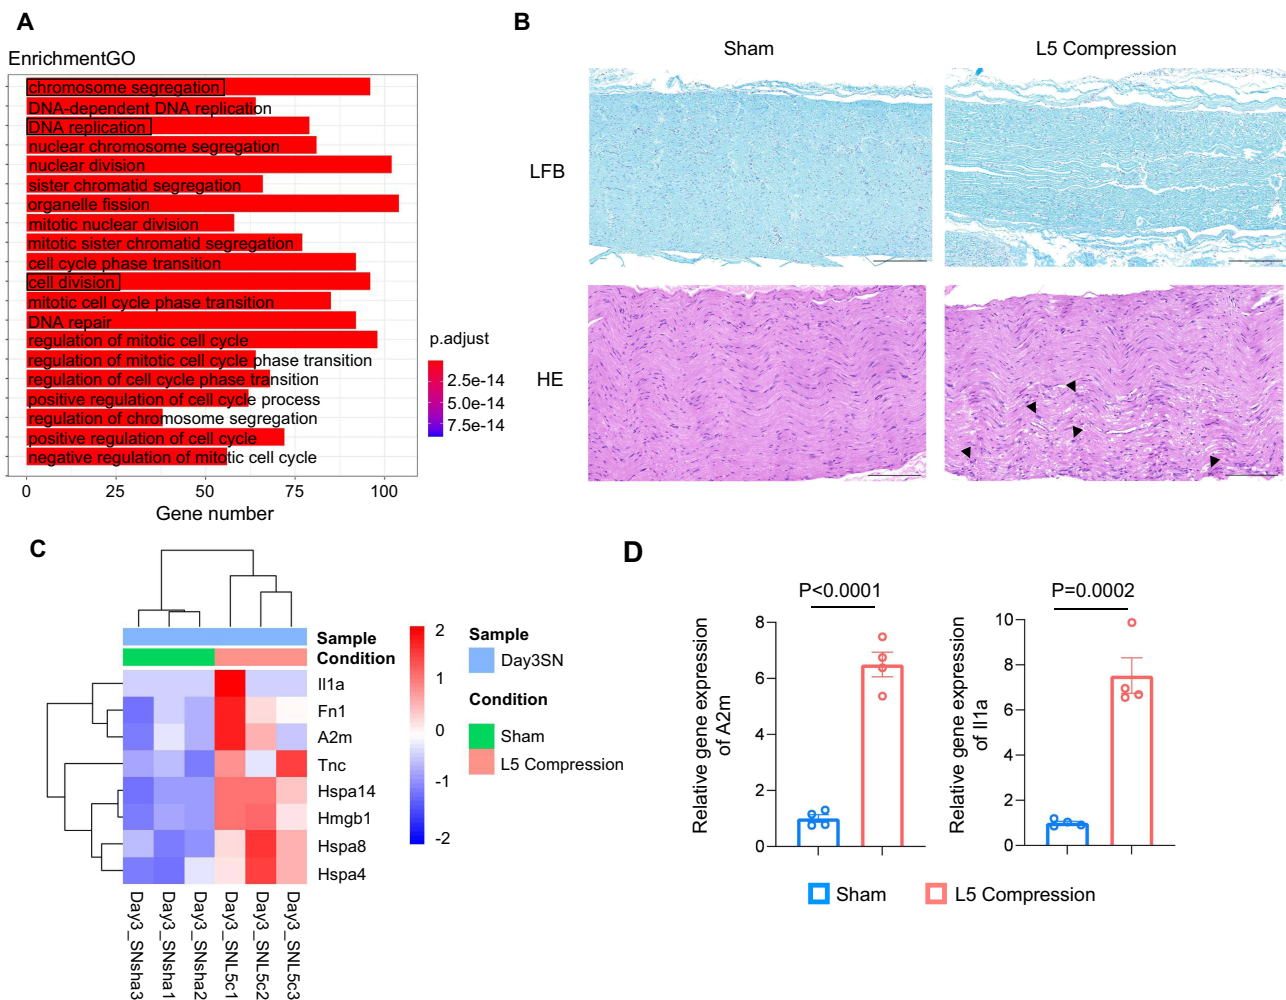 A
EnrichmentGO
chromosome segregation
DNA-dependent DNA replication
DNA replication
nuclear chromosome segregation
nuclear division
sister chromatid segregation
organelle fission
mitotic nuclear division
mitotic sister chromatid segregation
cell cycle phase transition
cell division
mitotic cell cycle phase transition
DNA repair
regulation of mitotic cell cycle
regulation of mitotic cell cycle phase transition
regulation of cell cycle phase transition
positive regulation of cell cycle process
regulation of chromosome segregation
positive regulation of cell cycle
negative regulation of mitotic cell cycle
0 25 50 75 100
Gene number
p.adjust
2.5e-14
5.0e-14
7.5e-14
B
Sham L5 Compression
LFB
HE
C
Sample
Condition
Il1a
Fn1
A2m
Tnc
Hspa14
Hmgb1
Hspa8
Hspa4
Day3_SNsha3
Day3_SNsha1
Day3_SNsha2
Day3_SNL5c1
Day3_SNL5c2
Day3_SNL5c3
2
1
0
-1
-2
Sample
Day3SN
Condition
Sham
L5 Compression
D
P<0.0001
Relative gene expression
of A2m
8
6
4
2
0
P=0.0002
Relative gene expression
of Il1a
10
8
6
4
2
0
Sham L5 Compression